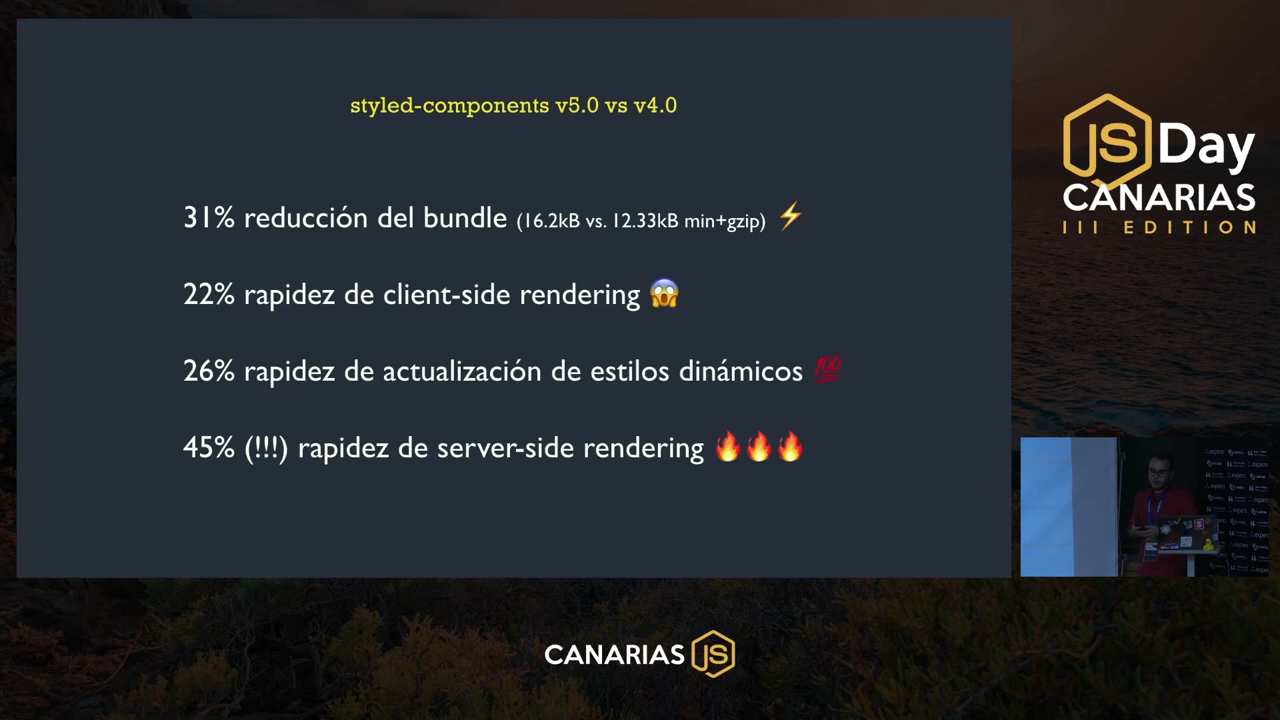 styled-components v5.0 vs v4.0
31% reducción del bundle (16.2kB vs. 12.33kB min+gzip) ⚡
22% rapidez de client-side rendering 😱
26% rapidez de actualización de estilos dinámicos 💯
45% (!!!) rapidez de server-side rendering 🔥🔥🔥
JS Day
CANARIAS
III EDITION
CANARIAS JS